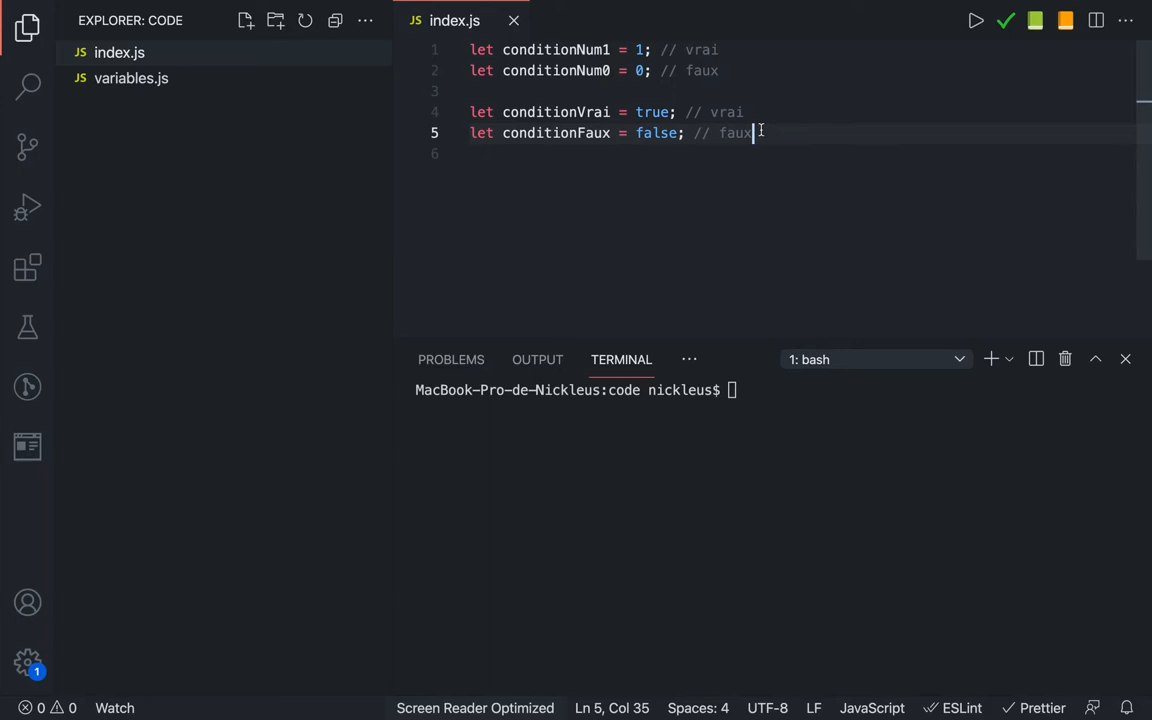 EXPLORER: CODE
JS index.js
JS index.js
JS variables.js
1 let conditionNum1 = 1; // vrai
2 let conditionNum0 = 0; // faux
3
4 let conditionVrai = true; // vrai
5 let conditionFaux = false; // faux
6
PROBLEMS OUTPUT TERMINAL 1: bash
MacBook-Pro-de-Nickleus:code nickleus$
1
0 0 Watch Screen Reader Optimized Ln 5, Col 35 Spaces: 4 UTF-8 LF JavaScript ESLint Prettier